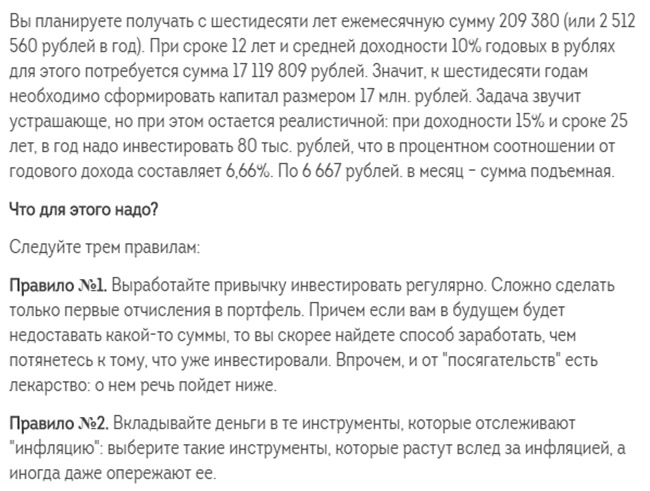 Вы планируете получать с шестидесяти лет ежемесячную сумму 209 380 (или 2 512
560 рублей в год). При сроке 12 лет и средней доходности 10% годовых в рублях
для этого потребуется сумма 17 119 809 рублей. Значит, к шестидесяти годам
необходимо сформировать капитал размером 17 млн. рублей. Задача звучит
устрашающе, но при этом остается реалистичной: при доходности 15% и сроке 25
лет, в год надо инвестировать 80 тыс. рублей, что в процентном соотношении от
годового дохода составляет 6,66%. По 6 667 рублей. в месяц – сумма подъемная.
Что для этого надо?
Следуйте трем правилам:
Правило №1. Выработайте привычку инвестировать регулярно. Сложно сделать
только первые отчисления в портфель. Причем если вам в будущем будет
недоставать какой-то суммы, то вы скорее найдете способ заработать, чем
потянетесь к тому, что уже инвестировали. Впрочем, и от "посягательств" есть
лекарство: о нем речь пойдет ниже.
Правило №2. Вкладывайте деньги в те инструменты, которые отслеживают
"инфляцию": выберите такие инструменты, которые растут вслед за инфляцией, а
иногда даже опережают ее.